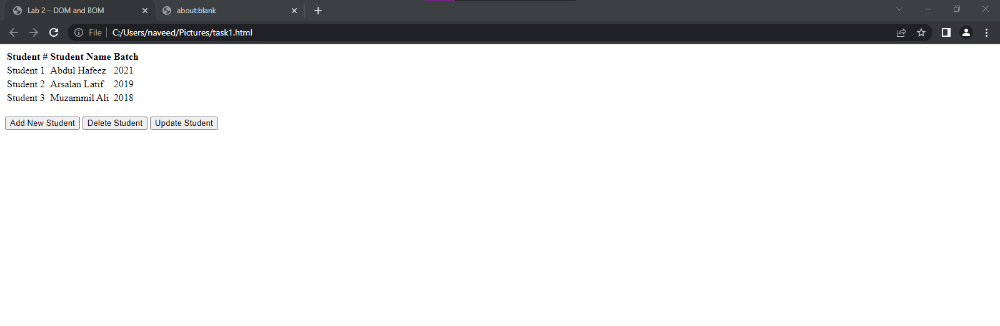 Lab 2 – DOM and BOM
about:blank
File C:/Users/naveed/Pictures/task1.html
Student # Student Name Batch
Student 1 Abdul Hafeez 2021
Student 2 Arsalan Latif 2019
Student 3 Muzammil Ali 2018
Add New Student Delete Student Update Student